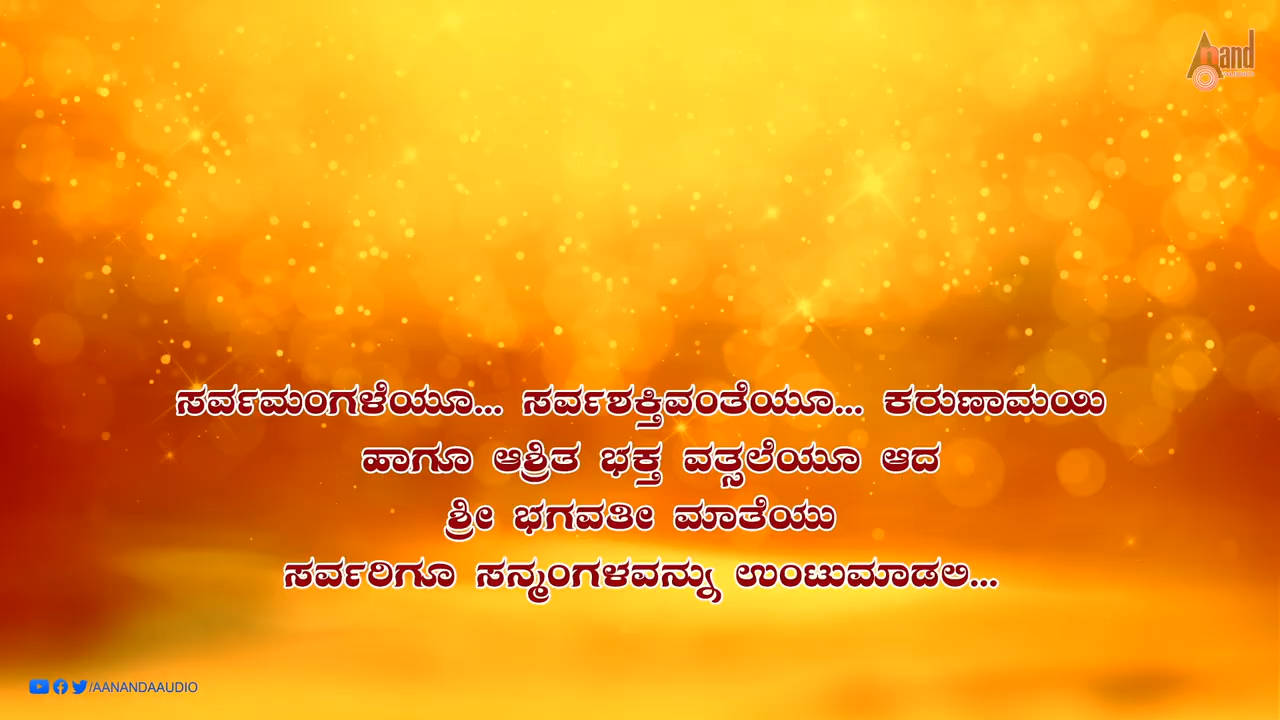 Anand
ಸರ್ವಮಂಗಳೆಯೂ... ಸರ್ವಶಕ್ತಿವಂತೆಯೂ... ಕರುಣಾಮಯಿ
ಹಾಗೂ ಆಶ್ರಿತ ಭಕ್ತ ವತ್ಸಲೆಯೂ ಆದ
ಶ್ರೀ ಭಗವತೀ ಮಾತೆಯು
ಸರ್ವರಿಗೂ ಸನ್ಮಂಗಳವನ್ನು ಉಂಟುಮಾಡಲಿ...
/AANANDAAUDIO